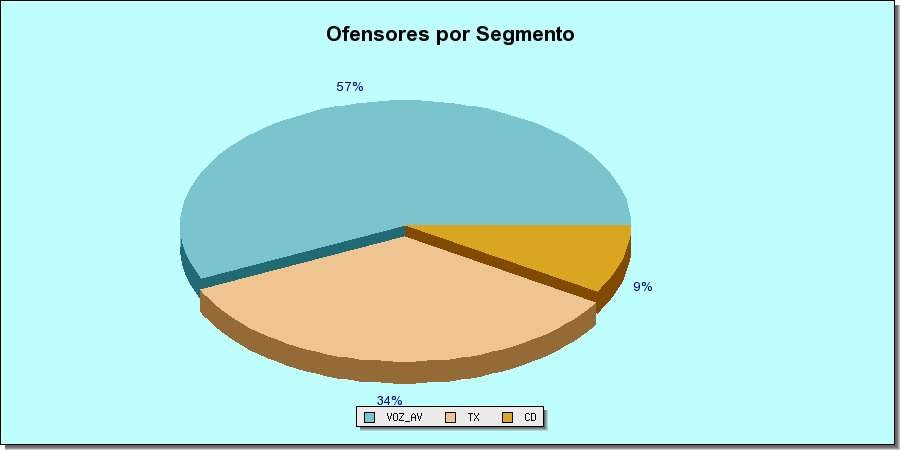 Ofensores por Segmento
57%
9%
34%
VOZ_AV TX CD